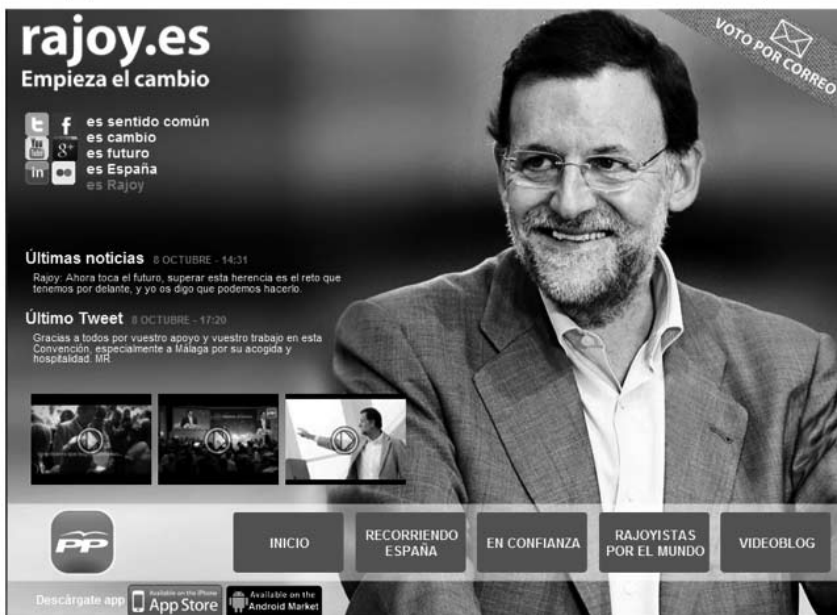 rajoy.es
Empieza el cambio
VOTO POR CORREO
es sentido común
es cambio
es futuro
es España
es Rajoy
You Tube
g+
in
Últimas noticias 8 OCTUBRE - 14:31
Rajoy: Ahora toca el futuro, superar esta herencia es el reto que
tenemos por delante, y yo os digo que podemos hacerlo.
Último Tweet 8 OCTUBRE - 17:20
Gracias a todos por vuestro apoyo y vuestro trabajo en esta
Convención, especialmente a Málaga por su acogida y
hospitalidad. MR
PP
INICIO
RECORRIENDO
ESPAÑA
EN CONFIANZA
RAJOYISTAS
POR EL MUNDO
VIDEOBLOG
Descárgate app
Available on the iPhone
App Store
Available on the
Android Market